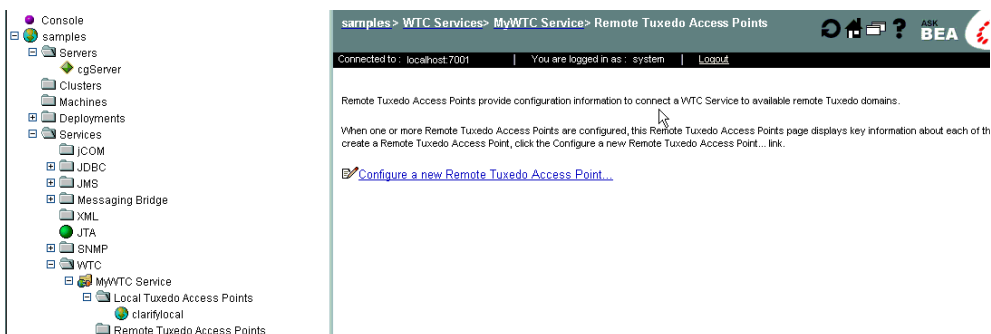 Console
samples
Servers
cgServer
Clusters
Machines
Deployments
Services
jCOM
JDBC
JMS
Messaging Bridge
XML
JTA
SNMP
WTC
MyWTC Service
Local Tuxedo Access Points
clarifylocal
Remote Tuxedo Access Points
samples> WTC Services> MyWTC Service> Remote Tuxedo Access Points
? ASK BEA
Connected to : localhost:7001 | You are logged in as : system | Logout
Remote Tuxedo Access Points provide configuration information to connect a WTC Service to available remote Tuxedo domains.
When one or more Remote Tuxedo Access Points are configured, this Remote Tuxedo Access Points page displays key information about each of th
create a Remote Tuxedo Access Point, click the Configure a new Remote Tuxedo Access Point... link.
Configure a new Remote Tuxedo Access Point...